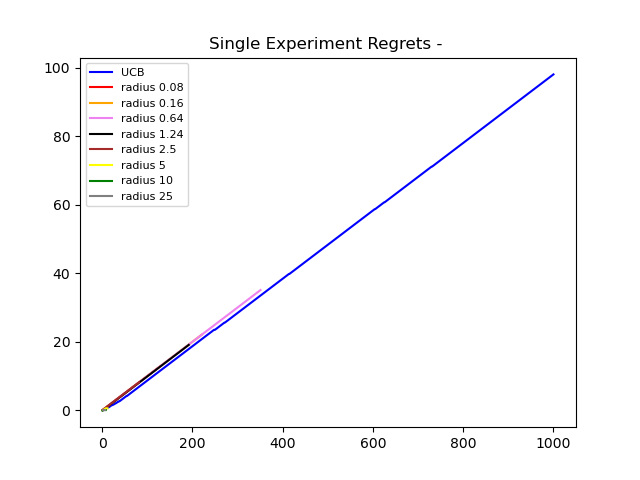 Single Experiment Regrets -
100
80
60
40
20
0
UCB
radius 0.08
radius 0.16
radius 0.64
radius 1.24
radius 2.5
radius 5
radius 10
radius 25
0 200 400 600 800 1000